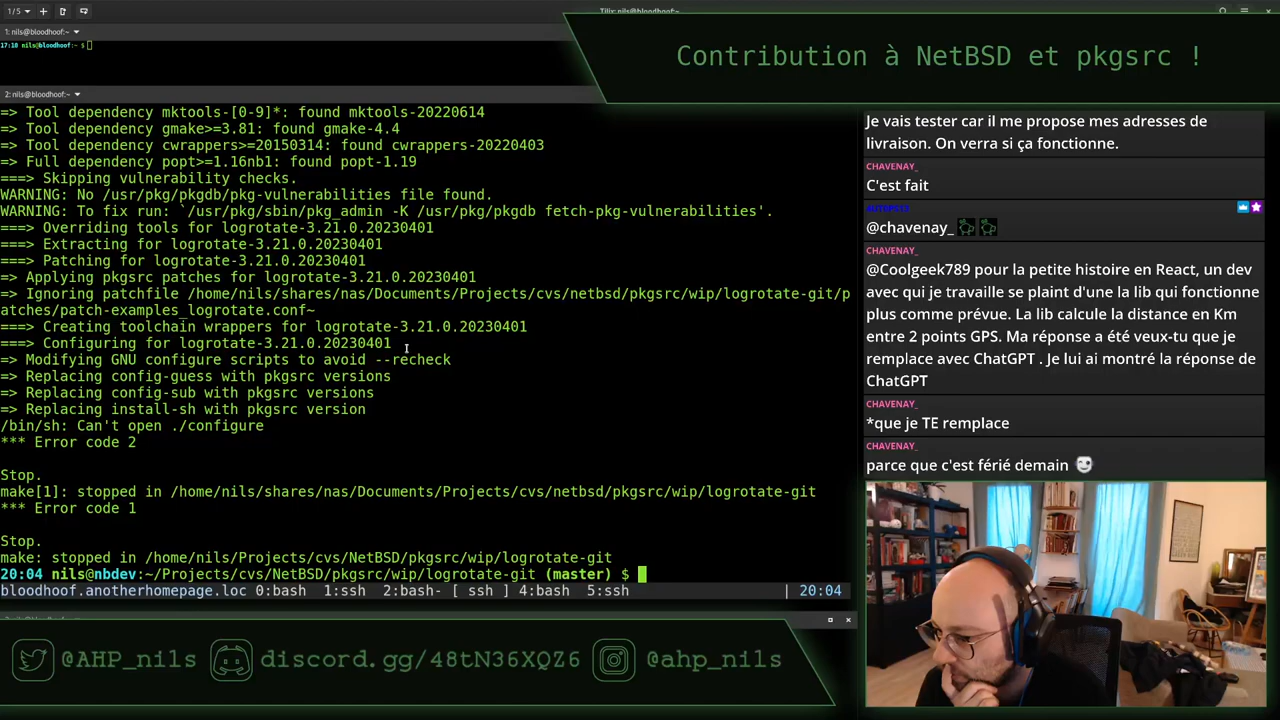 1/5
Tilix: nils@bloodhoof:~
1: nils@bloodhoof:~
17:18 nils@bloodhoof:~ $
Contribution à NetBSD et pkgsrc !
2: nils@bloodhoof:~
=> Tool dependency mktools-[0-9]*: found mktools-20220614
=> Tool dependency gmake>=3.81: found gmake-4.4
=> Tool dependency cwrappers>=20150314: found cwrappers-20220403
=> Full dependency popt>=1.16nb1: found popt-1.19
===> Skipping vulnerability checks.
WARNING: No /usr/pkg/pkgdb/pkg-vulnerabilities file found.
WARNING: To fix run: `/usr/pkg/sbin/pkg_admin -K /usr/pkg/pkgdb fetch-pkg-vulnerabilities'.
===> Overriding tools for logrotate-3.21.0.20230401
===> Extracting for logrotate-3.21.0.20230401
===> Patching for logrotate-3.21.0.20230401
=> Applying pkgsrc patches for logrotate-3.21.0.20230401
=> Ignoring patchfile /home/nils/shares/nas/Documents/Projects/cvs/netbsd/pkgsrc/wip/logrotate-git/p
atches/patch-examples_logrotate.conf~
===> Creating toolchain wrappers for logrotate-3.21.0.20230401
===> Configuring for logrotate-3.21.0.20230401
=> Modifying GNU configure scripts to avoid --recheck
=> Replacing config-guess with pkgsrc versions
=> Replacing config-sub with pkgsrc versions
=> Replacing install-sh with pkgsrc version
/bin/sh: Can't open ./configure
*** Error code 2
Stop.
make[1]: stopped in /home/nils/shares/nas/Documents/Projects/cvs/netbsd/pkgsrc/wip/logrotate-git
*** Error code 1
Stop.
make: stopped in /home/nils/Projects/cvs/NetBSD/pkgsrc/wip/logrotate-git
20:04 nils@nbdev:~/Projects/cvs/NetBSD/pkgsrc/wip/logrotate-git (master) $
bloodhoof.anotherhomepage.loc 0:bash 1:ssh 2:bash- [ ssh ] 4:bash 5:ssh | 20:04
Je vais tester car il me propose mes adresses de
livraison. On verra si ça fonctionne.
CHAVENAY_
C'est fait
@chavenay_
CHAVENAY_
@Coolgeek789 pour la petite histoire en React, un dev
avec qui je travaille se plaint d'une la lib qui fonctionne
plus comme prévue. La lib calcule la distance en Km
entre 2 points GPS. Ma réponse a été veux-tu que je
remplace avec ChatGPT . Je lui ai montré la réponse de
ChatGPT
CHAVENAY_
*que je TE remplace
CHAVENAY_
parce que c'est férié demain
@AHP_nils
discord.gg/48tN36XQZ6
@ahp_nils